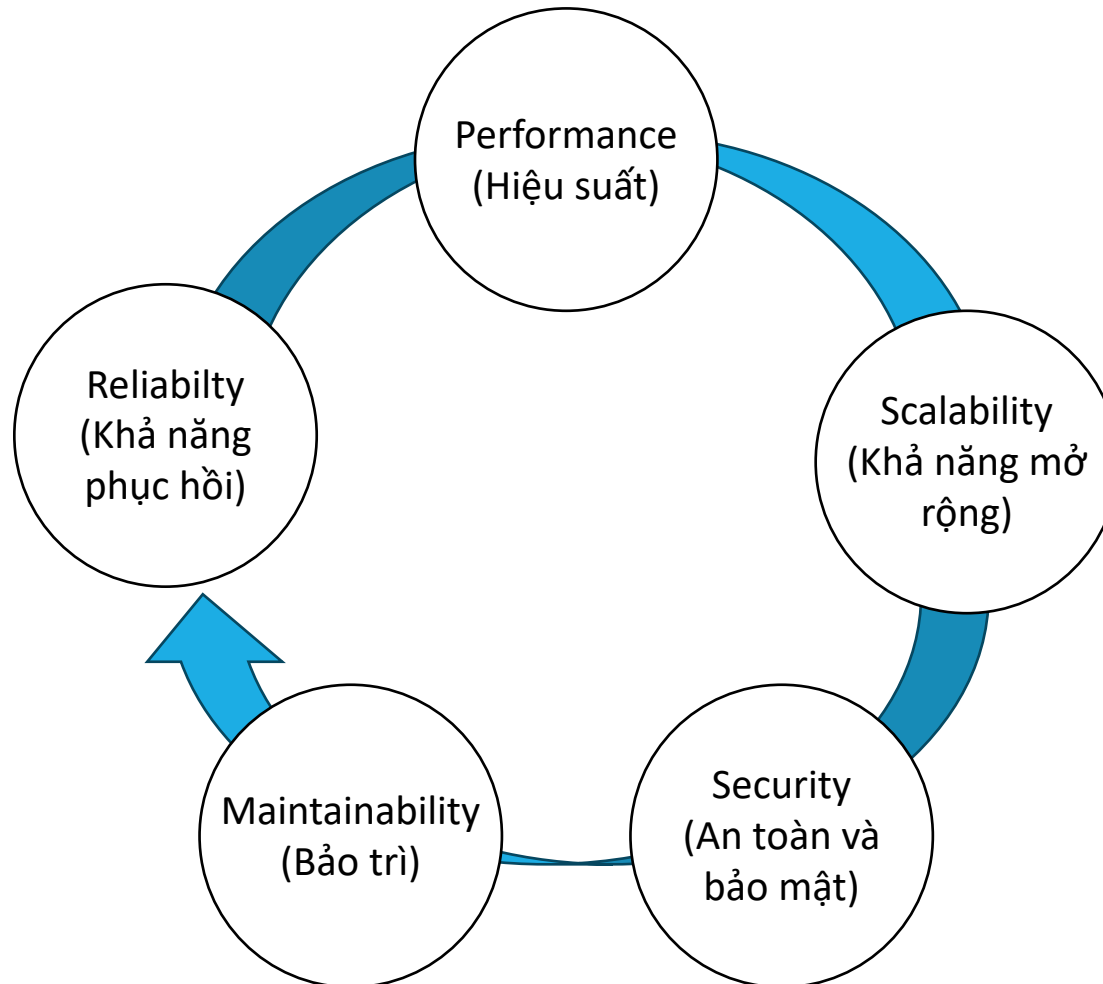 Performance
(Hiệu suất)
Scalability
(Khả năng mở
rộng)
Security
(An toàn và
bảo mật)
Maintainability
(Bảo trì)
Reliabilty
(Khả năng
phục hồi)